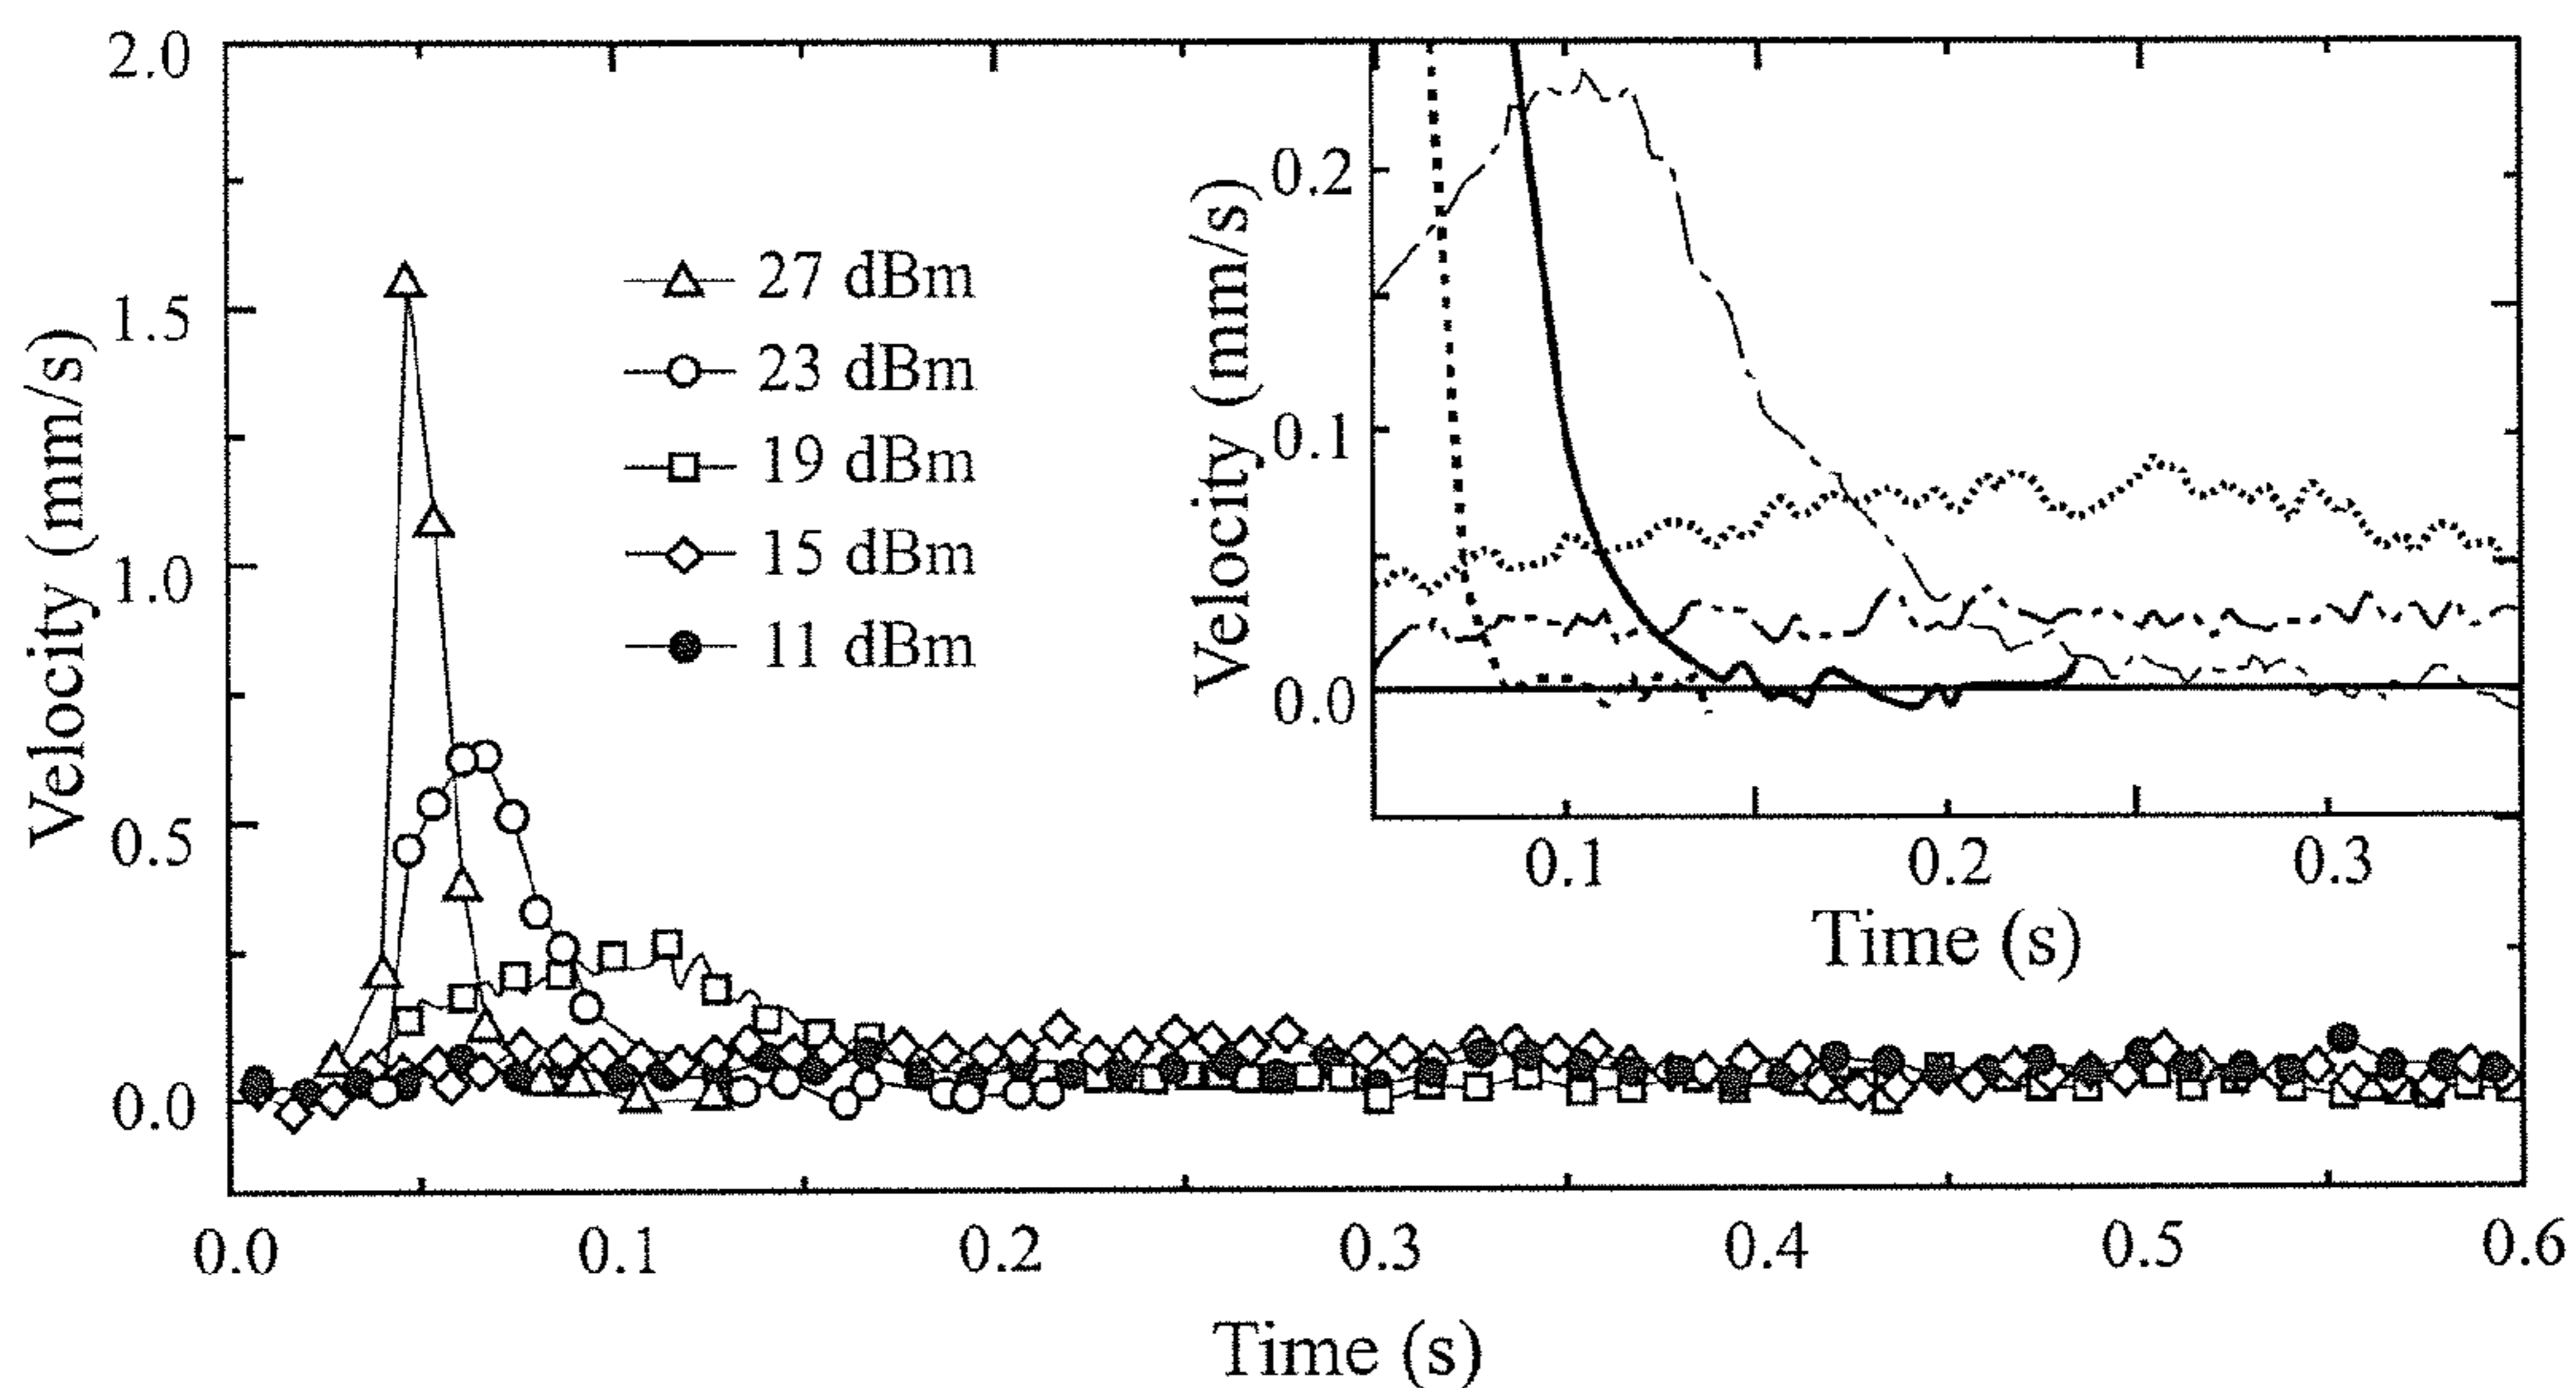 2.0
1.5
1.0
0.5
0.0
Velocity (mm/s)
27 dBm
23 dBm
19 dBm
15 dBm
11 dBm
0.2
0.1
0.0
Velocity (mm/s)
0.1 0.2 0.3
Time (s)
0.0 0.1 0.2 0.3 0.4 0.5 0.6
Time (s)